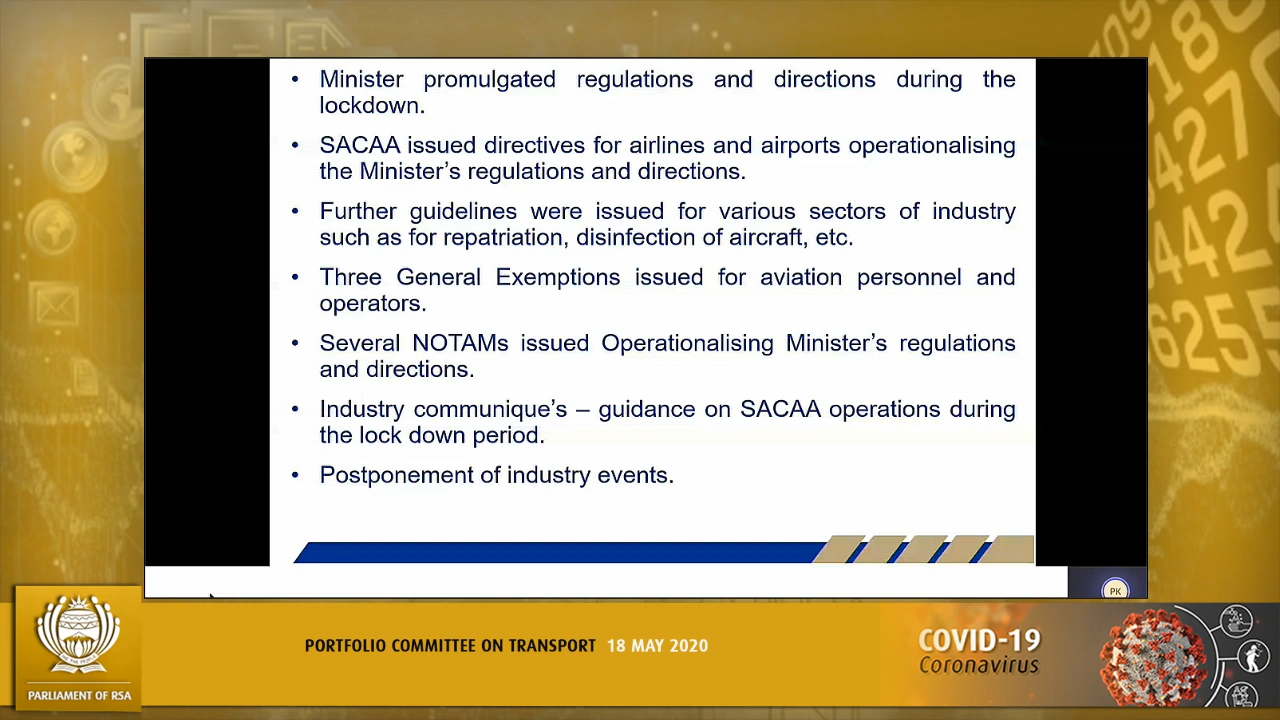 • Minister promulgated regulations and directions during the
lockdown.
• SACAA issued directives for airlines and airports operationalising
the Minister's regulations and directions.
• Further guidelines were issued for various sectors of industry
such as for repatriation, disinfection of aircraft, etc.
• Three General Exemptions issued for aviation personnel and
operators.
• Several NOTAMs issued Operationalising Minister's regulations
and directions.
• Industry communique's – guidance on SACAA operations during
the lock down period.
• Postponement of industry events.
PK
PORTFOLIO COMMITTEE ON TRANSPORT 18 MAY 2020
COVID-19
Coronavirus
PARLIAMENT OF RSA